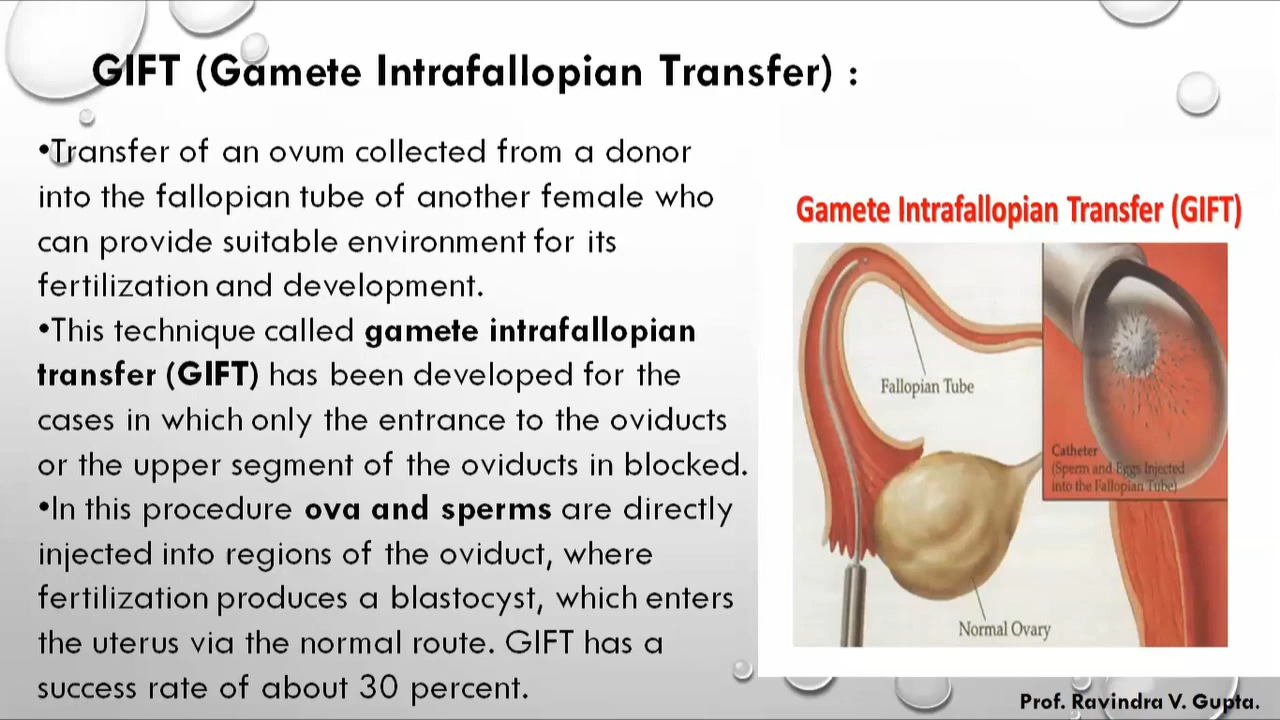 GIFT (Gamete Intrafallopian Transfer) :
•Transfer of an ovum collected from a donor
into the fallopian tube of another female who
can provide suitable environment for its
fertilization and development.
•This technique called gamete intrafallopian
transfer (GIFT) has been developed for the
cases in which only the entrance to the oviducts
or the upper segment of the oviducts in blocked.
•In this procedure ova and sperms are directly
injected into regions of the oviduct, where
fertilization produces a blastocyst, which enters
the uterus via the normal route. GIFT has a
success rate of about 30 percent.
Gamete Intrafallopian Transfer (GIFT)
Fallopian Tube
Catheter
(Sperm and Eggs Injected
into the Fallopian Tube)
Normal Ovary
Prof. Ravindra V. Gupta.